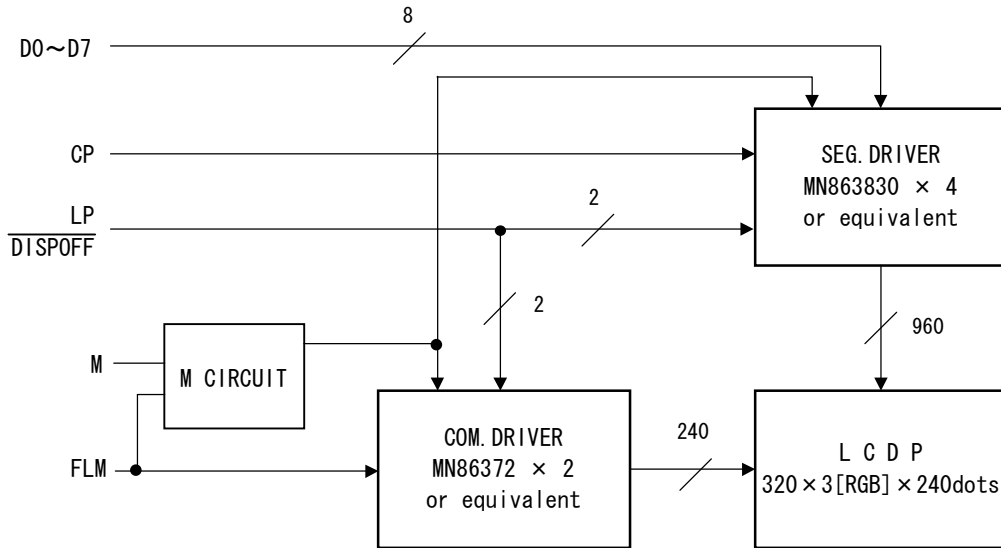 D0～D7
8
CP
LP
DISPOFF
2
2
SEG.DRIVER
MN863830 × 4
or equivalent
960
M
M CIRCUIT
FLM
COM.DRIVER
MN86372 × 2
or equivalent
240
L C D P
320×3[RGB]×240dots